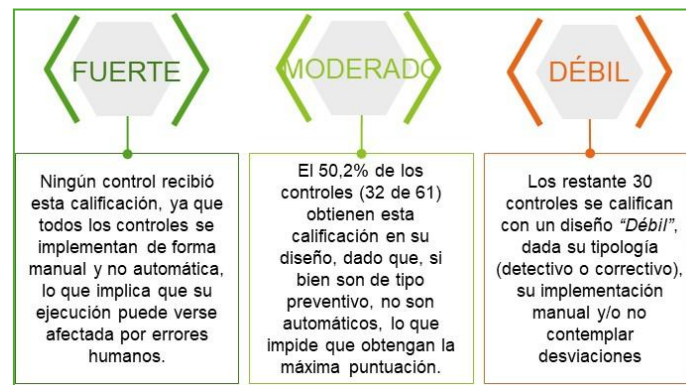 FUERTE
Ningún control recibió
esta calificación, ya que
todos los controles se
implementan de forma
manual y no automática,
lo que implica que su
ejecución puede verse
afectada por errores
humanos.
MODERADO
El 50,2% de los
controles (32 de 61)
obtienen esta
calificación en su
diseño, dado que, si
bien son de tipo
preventivo, no son
automáticos, lo que
impide que obtengan la
máxima puntuación.
DÉBIL
Los restante 30
controles se califican
con un diseño “Débil”,
dada su tipología
(detectivo o correctivo),
su implementación
manual y/o no
contemplar
desviaciones